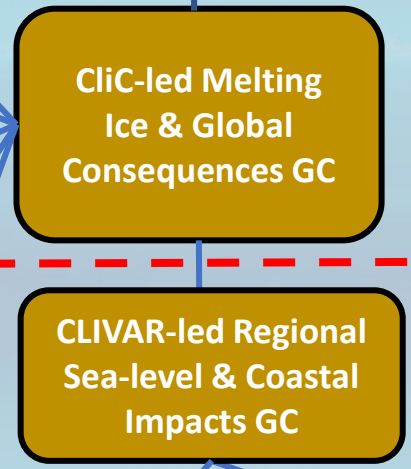 CliC-led Melting
Ice & Global
Consequences GC
CLIVAR-led Regional
Sea-level & Coastal
Impacts GC